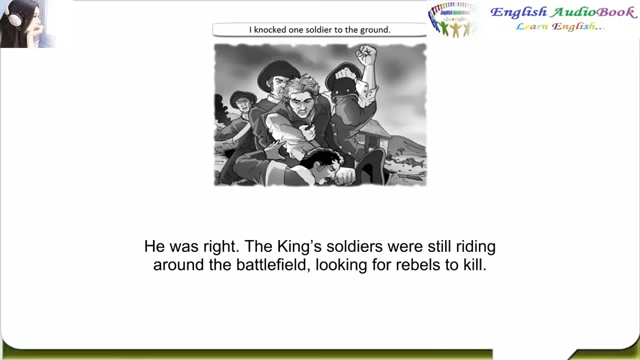 I knocked one soldier to the ground.
English AudioBook
Learn English...
He was right. The King's soldiers were still riding
around the battlefield, looking for rebels to kill.